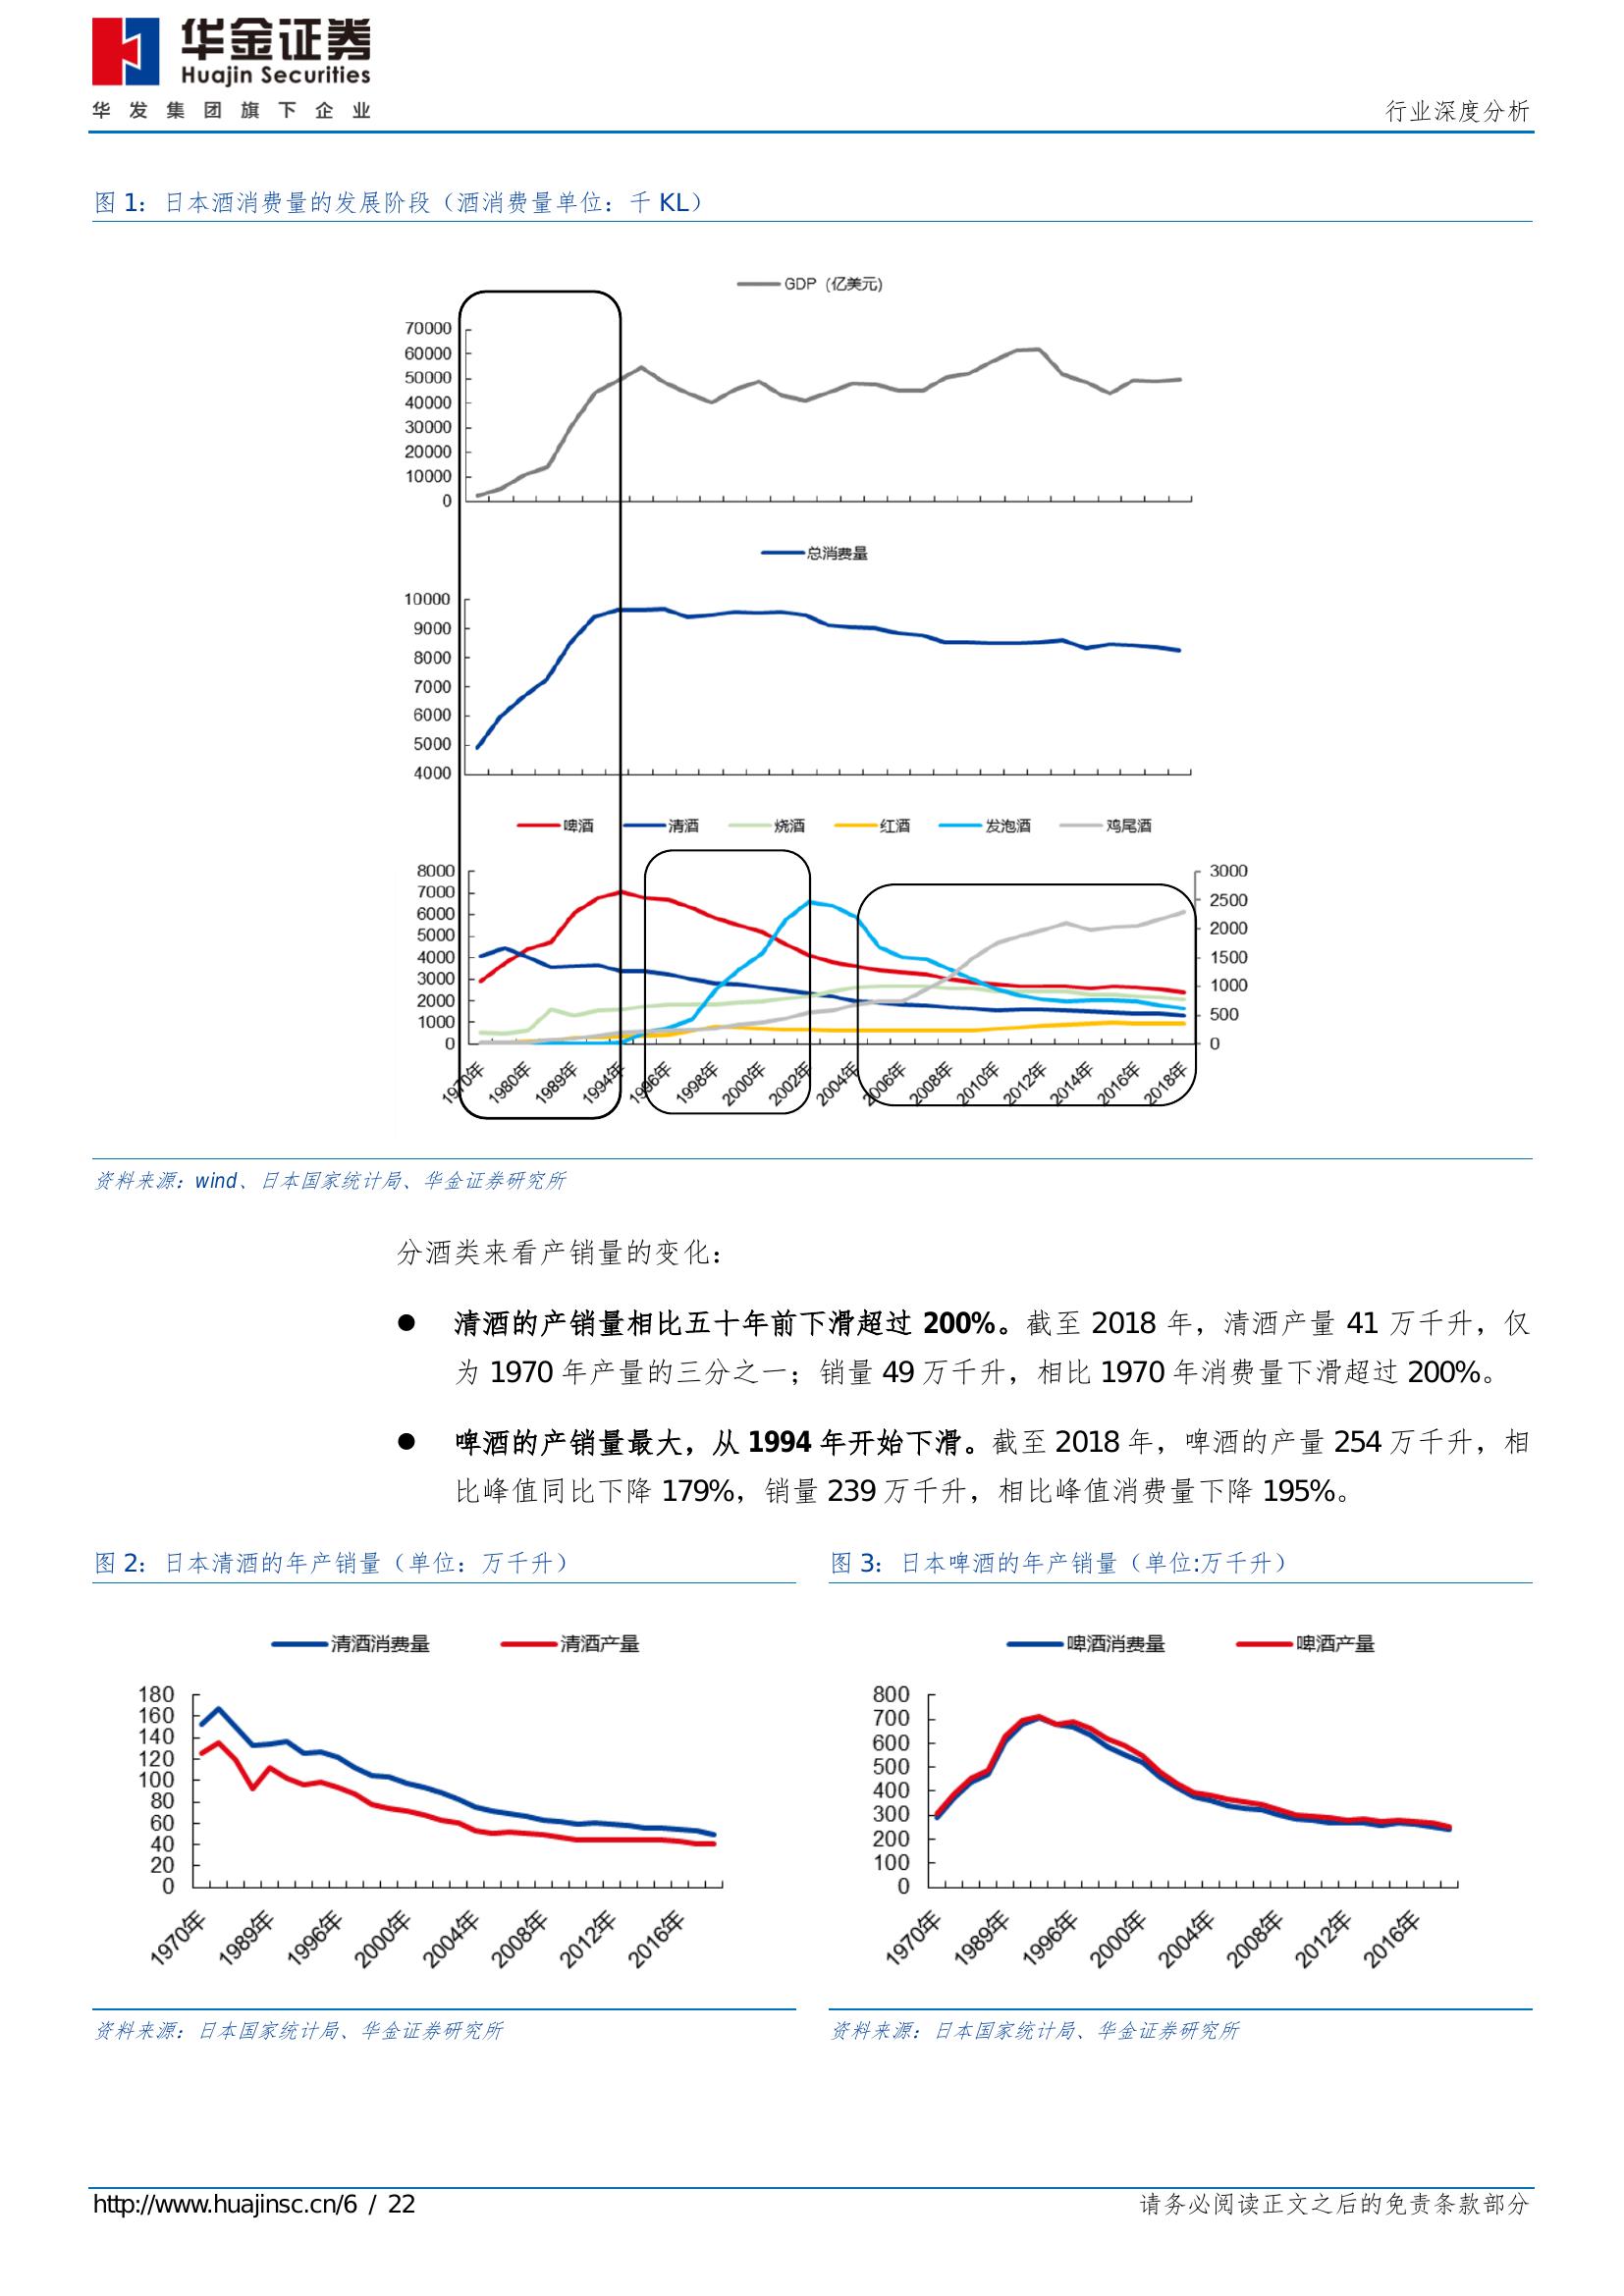 华金证券
Huajin Securities
华发集团旗下企业
行业深度分析
图 1：日本酒消费量的发展阶段（酒消费量单位：千 KL）
GDP（亿美元）
70000
60000
50000
40000
30000
20000
10000
0
总消费量
10000
9000
8000
7000
6000
5000
4000
啤酒 清酒 烧酒 红酒 发泡酒 鸡尾酒
8000
7000
6000
5000
4000
3000
2000
1000
0
3000
2500
2000
1500
1000
500
0
1970年 1980年 1989年 1994年 1996年 1998年 2000年 2002年 2004年 2006年 2008年 2010年 2012年 2014年 2016年 2018年
资料来源：wind、日本国家统计局、华金证券研究所
分酒类来看产销量的变化：
● 清酒的产销量相比五十年前下滑超过 200%。截至 2018 年，清酒产量 41 万千升，仅
为 1970 年产量的三分之一；销量 49 万千升，相比 1970 年消费量下滑超过 200%。
● 啤酒的产销量最大，从 1994 年开始下滑。截至 2018 年，啤酒的产量 254 万千升，相
比峰值同比下降 179%，销量 239 万千升，相比峰值消费量下降 195%。
图 2：日本清酒的年产销量（单位：万千升）
清酒消费量 清酒产量
180
160
140
120
100
80
60
40
20
0
1970年 1989年 1996年 2000年 2004年 2008年 2012年 2016年
资料来源：日本国家统计局、华金证券研究所
图 3：日本啤酒的年产销量（单位:万千升）
啤酒消费量 啤酒产量
800
700
600
500
400
300
200
100
0
1970年 1989年 1996年 2000年 2004年 2008年 2012年 2016年
资料来源：日本国家统计局、华金证券研究所
http://www.huajinsc.cn/6 / 22
请务必阅读正文之后的免责条款部分